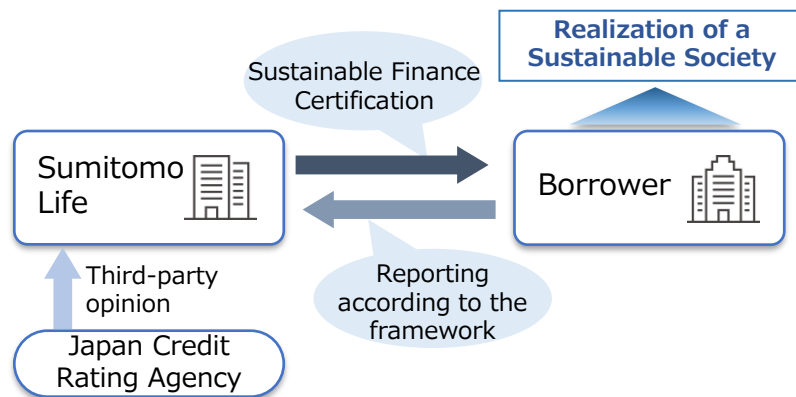 Realization of a
Sustainable Society
Sustainable Finance
Certification
Sumitomo
Life
Borrower
Third-party
opinion
Reporting
according to the
framework
Japan Credit
Rating Agency